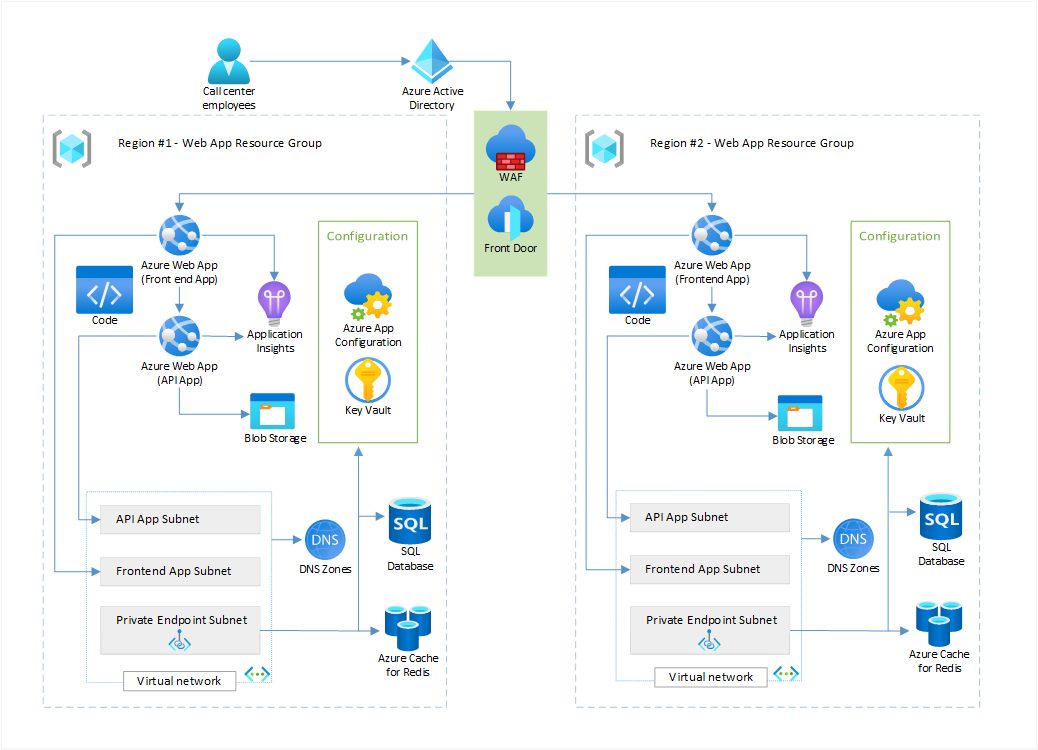 Call center
employees
Azure Active
Directory
WAF
Front Door
Region #1 - Web App Resource Group
Azure Web App
(Front end App)
Code
Azure Web App
(API App)
Application
Insights
Blob Storage
Configuration
Azure App
Configuration
Key Vault
API App Subnet
Frontend App Subnet
Private Endpoint Subnet
Virtual network
DNS
DNS Zones
SQL
SQL
Database
Azure Cache
for Redis
Region #2 - Web App Resource Group
Azure Web App
(Frontend App)
Code
Azure Web App
(API App)
Application
Insights
Blob Storage
Configuration
Azure App
Configuration
Key Vault
API App Subnet
Frontend App Subnet
Private Endpoint Subnet
Virtual network
DNS
DNS Zones
SQL
SQL
Database
Azure Cache
for Redis